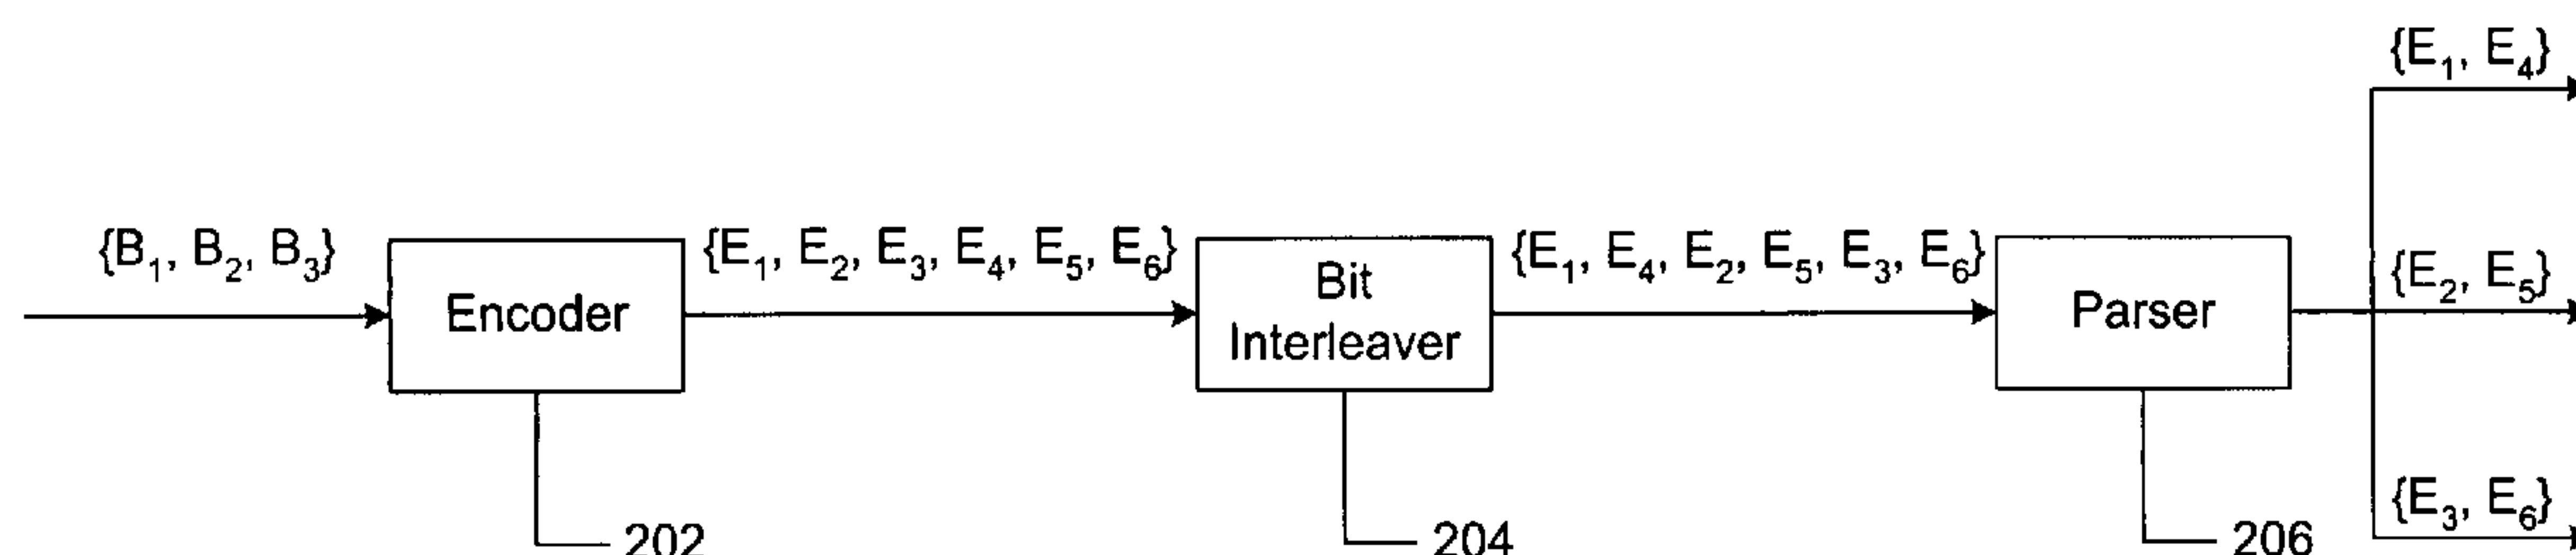 {E₁, E₄}
{B₁, B₂, B₃}
Encoder
{E₁, E₂, E₃, E₄, E₅, E₆}
Bit
Interleaver
{E₁, E₄, E₂, E₅, E₃, E₆}
Parser
{E₂, E₅}
{E₃, E₆}
202
204
206